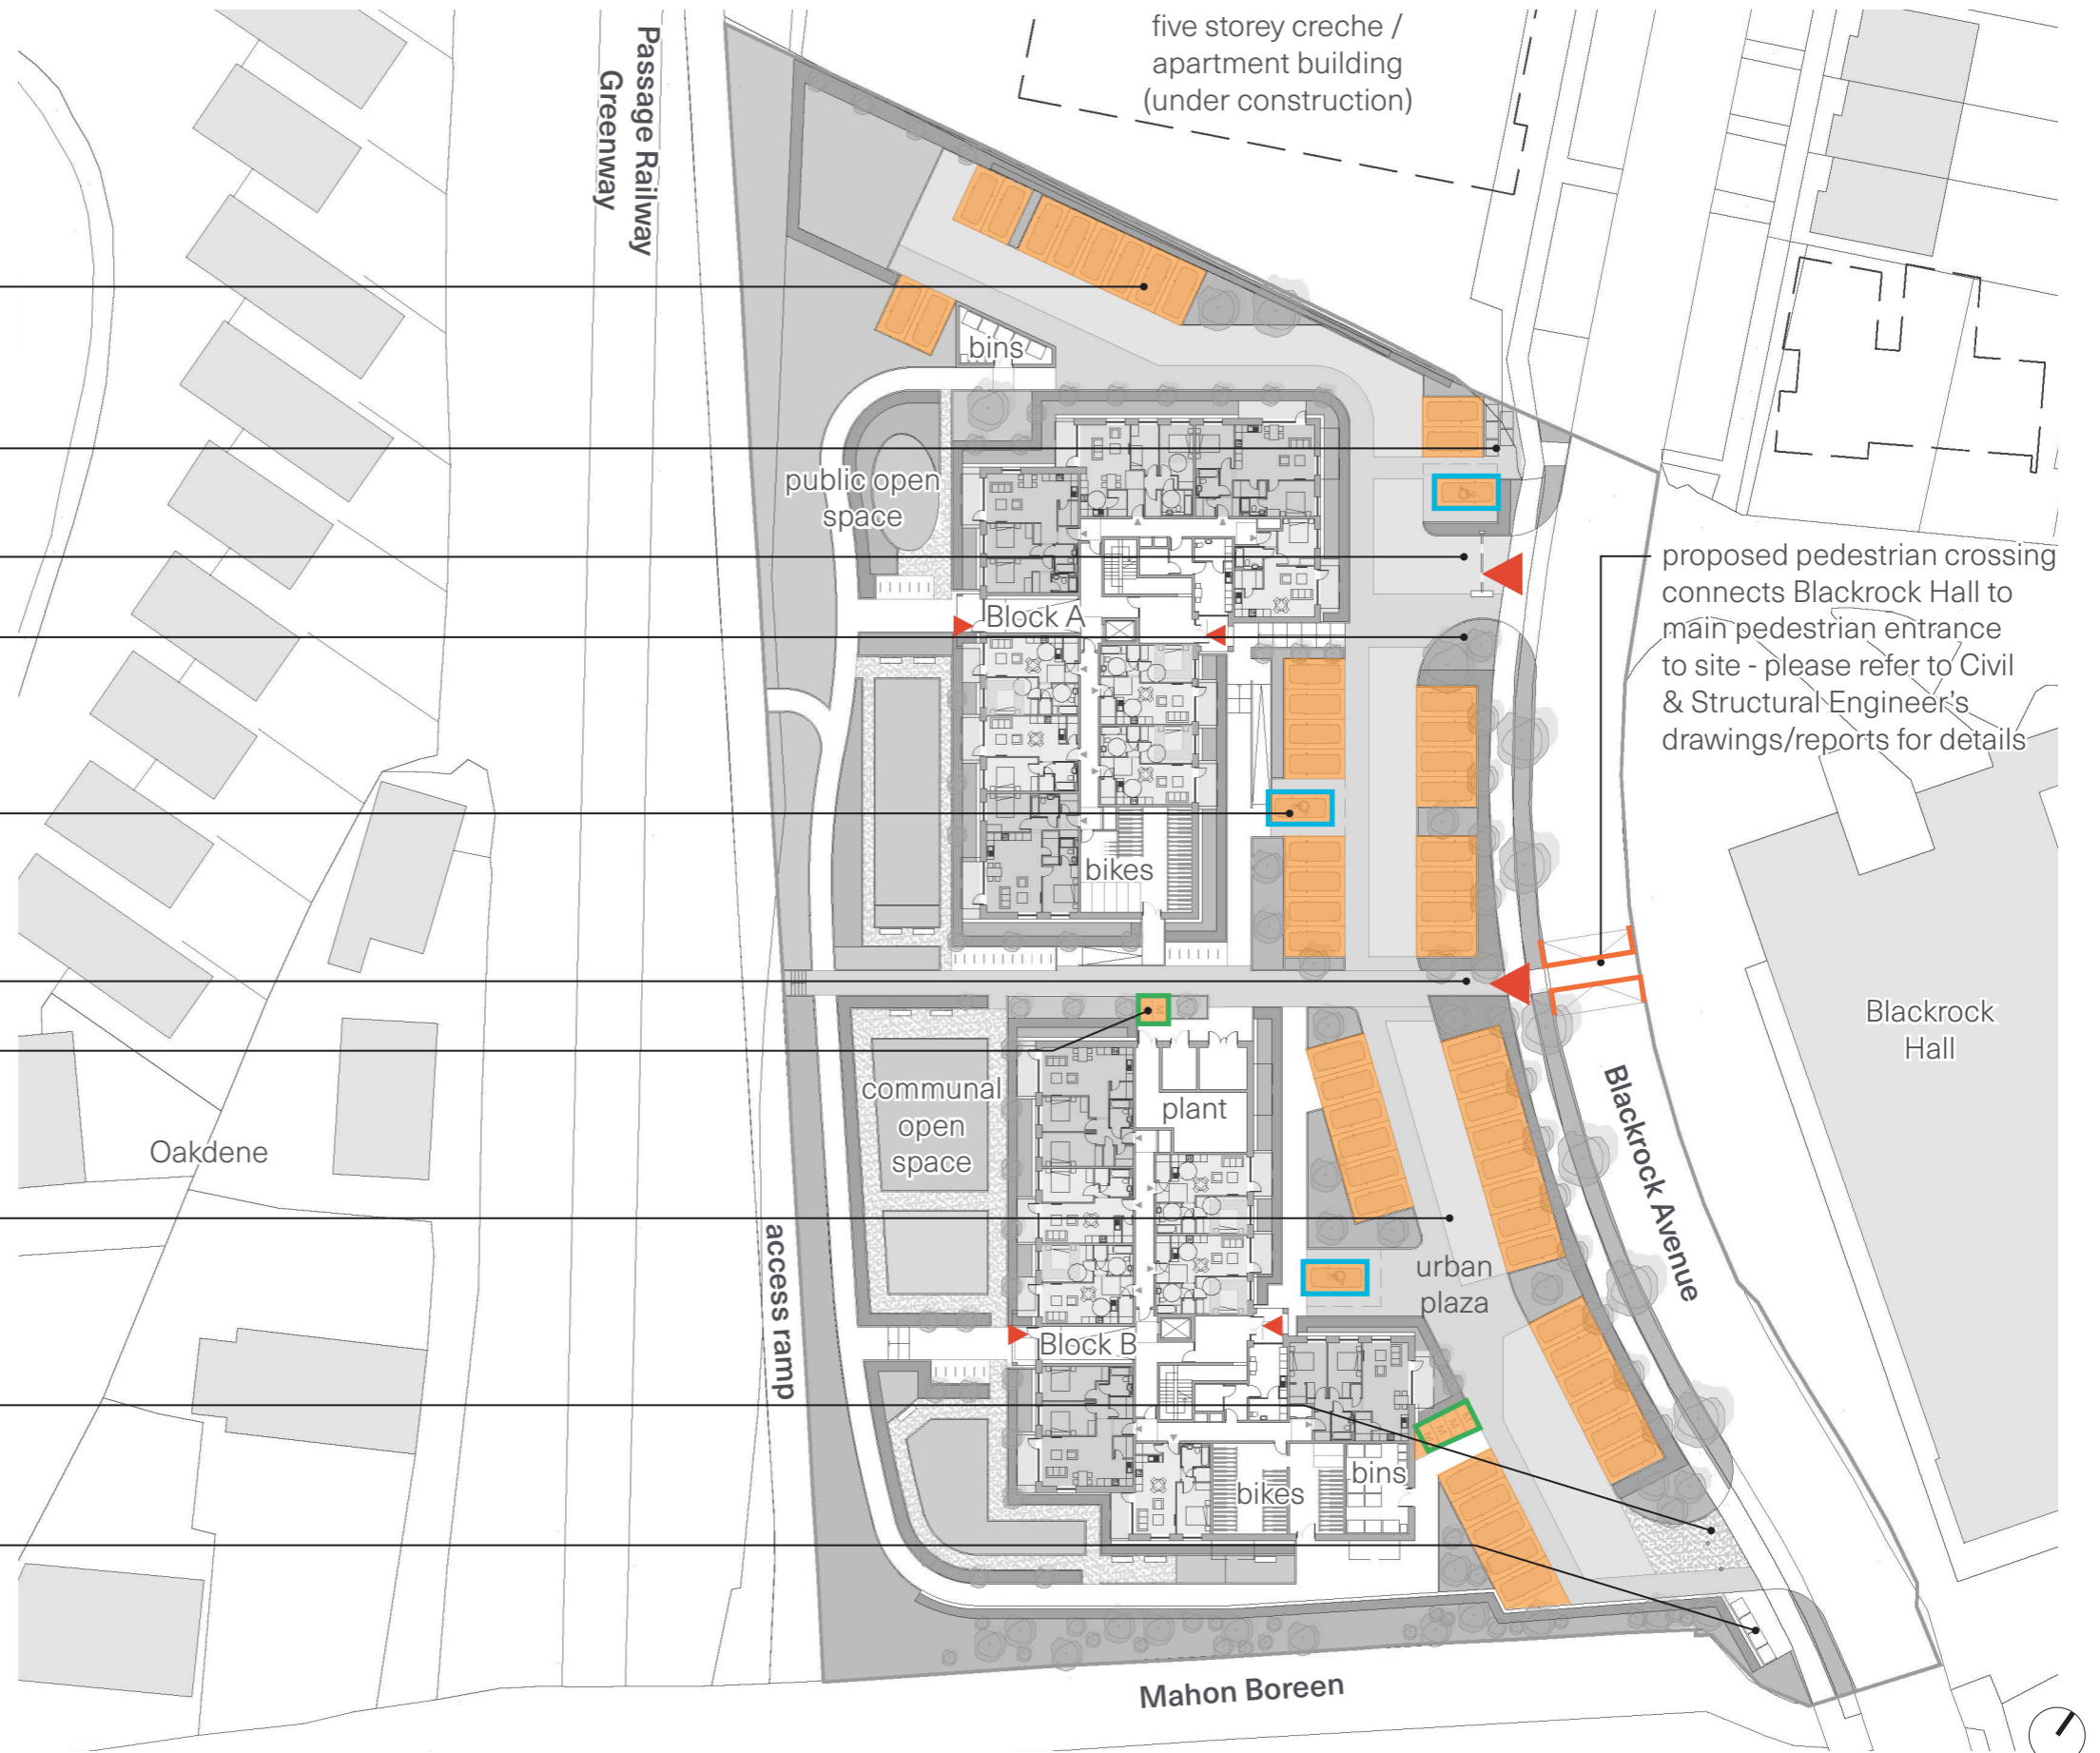 five storey creche /
apartment building
(under construction)
Passage Railway
Greenway
bins
public open
space
Block A
proposed pedestrian crossing
connects Blackrock Hall to
main pedestrian entrance
to site - please refer to Civil
& Structural Engineer's
drawings/reports for details
bikes
Blackrock
Hall
M
communal
open
space
plant
Oakdene
Blackrock Avenue
access ramp
urban
plaza
Block B
M M M M
bins
bikes
Mahon Boreen